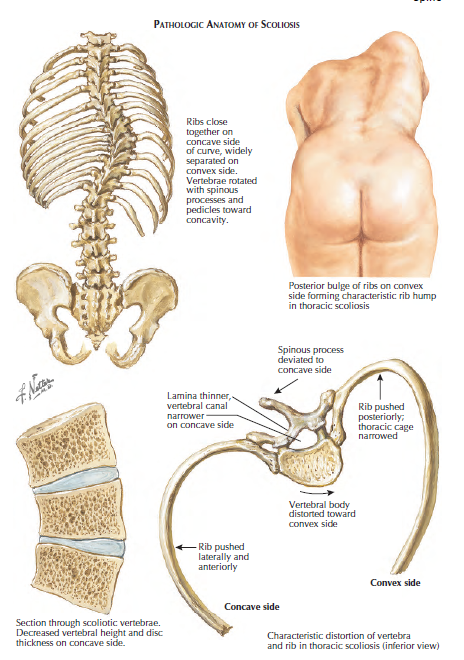 Spine
PATHOLOGIC ANATOMY OF SCOLIOSIS
Ribs close
together on
concave side
of curve, widely
separated on
convex side.
Vertebrae rotated
with spinous
processes and
pedicles toward
concavity.
Posterior bulge of ribs on convex
side forming characteristic rib hump
in thoracic scoliosis
Spinous process
deviated to
concave side
Lamina thinner,
vertebral canal
narrower
on concave side
Rib pushed
posteriorly;
thoracic cage
narrowed
Vertebral body
distorted toward
convex side
Rib pushed
laterally and
anteriorly
Convex side
Concave side
Section through scoliotic vertebrae.
Decreased vertebral height and disc
thickness on concave side.
Characteristic distortion of vertebra
and rib in thoracic scoliosis (inferior view)